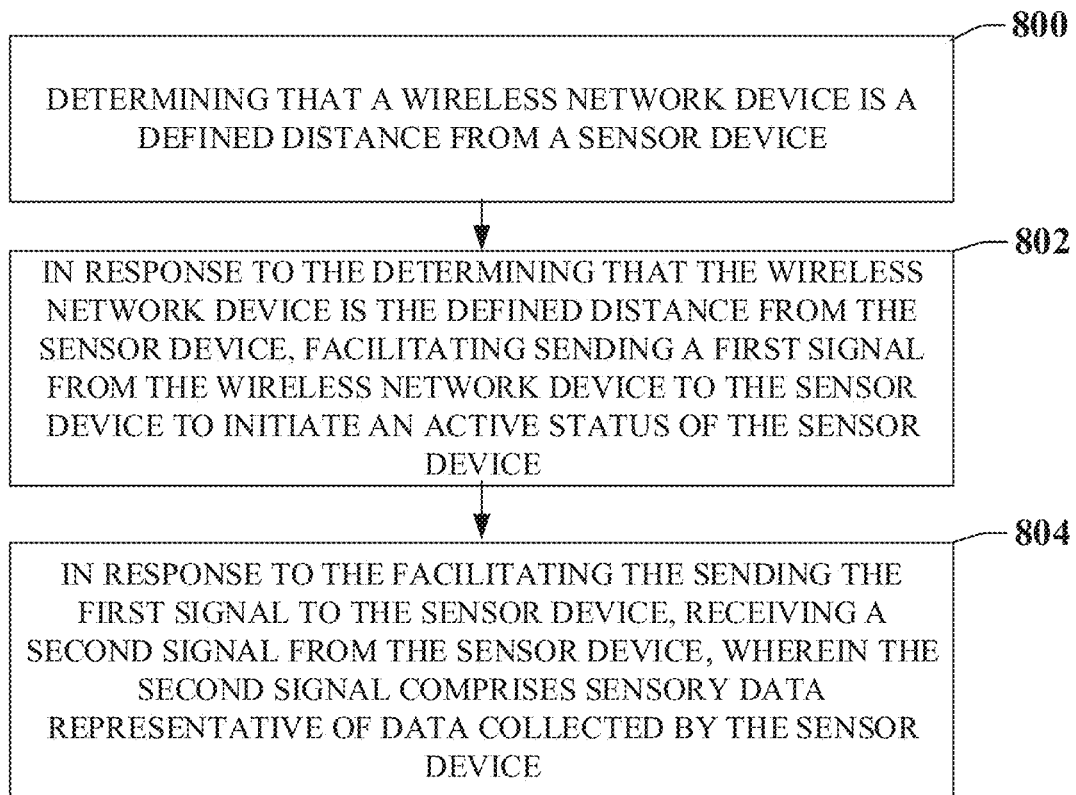 800
DETERMINING THAT A WIRELESS NETWORK DEVICE IS A
DEFINED DISTANCE FROM A SENSOR DEVICE
802
IN RESPONSE TO THE DETERMINING THAT THE WIRELESS
NETWORK DEVICE IS THE DEFINED DISTANCE FROM THE
SENSOR DEVICE, FACILITATING SENDING A FIRST SIGNAL
FROM THE WIRELESS NETWORK DEVICE TO THE SENSOR
DEVICE TO INITIATE AN ACTIVE STATUS OF THE SENSOR
DEVICE
804
IN RESPONSE TO THE FACILITATING THE SENDING THE
FIRST SIGNAL TO THE SENSOR DEVICE, RECEIVING A
SECOND SIGNAL FROM THE SENSOR DEVICE, WHEREIN THE
SECOND SIGNAL COMPRISES SENSORY DATA
REPRESENTATIVE OF DATA COLLECTED BY THE SENSOR
DEVICE